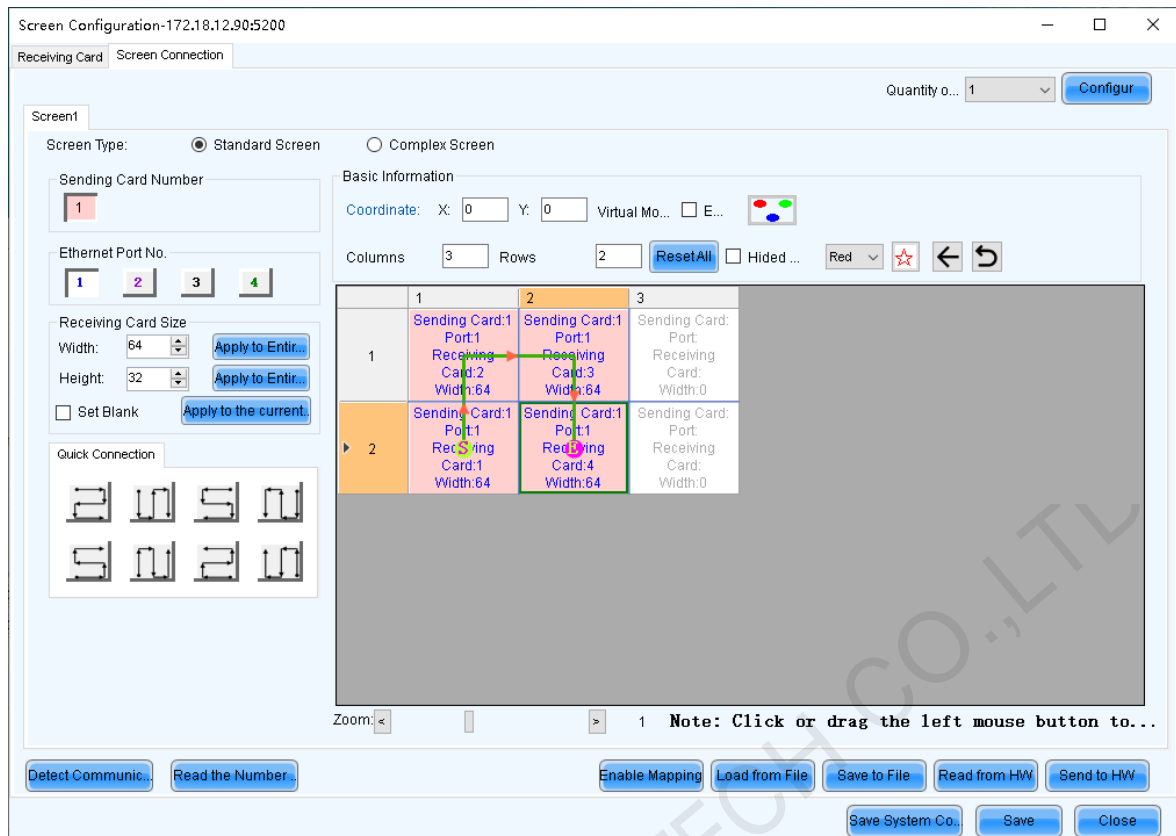 Screen Configuration-172.18.12.90:5200
Receiving Card Screen Connection
Quantity o... 1 Configur
Screen1
Screen Type: Standard Screen Complex Screen
Sending Card Number
1
Basic Information
Coordinate: X: 0 Y: 0 Virtual Mo... E...
Ethernet Port No.
1 2 3 4
Columns 3 Rows 2 ResetAll Hided ... Red
Receiving Card Size
Width: 64 Apply to Entir...
Height: 32 Apply to Entir...
Set Blank Apply to the current..
Quick Connection
1 2 3
1
Sending Card:1
Port:1
Receiving
Card:2
Width:64
Sending Card:1
Port:1
Receiving
Card:3
Width:64
Sending Card:
Port:
Receiving
Card:
Width:0
2
Sending Card:1
Port:1
Receiving
Card:1
Width:64
S
Sending Card:1
Port:1
Receiving
Card:4
Width:64
E
Sending Card:
Port:
Receiving
Card:
Width:0
Zoom: < > 1 Note: Click or drag the left mouse button to...
Detect Communic... Read the Number .. Enable Mapping Load from File Save to File Read from HW Send to HW
Save System Co.. Save Close
TECH CO.,LTD